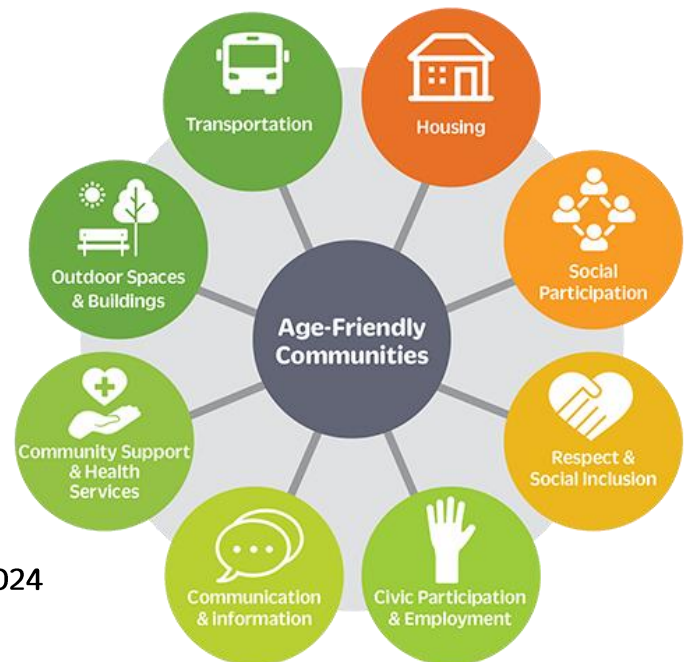 Transportation
Housing
Outdoor Spaces
& Buildings
Social
Participation
Age-Friendly
Communities
Community Support
& Health
Services
Respect &
Social Inclusion
Communication
& Information
Civic Participation
& Employment
024